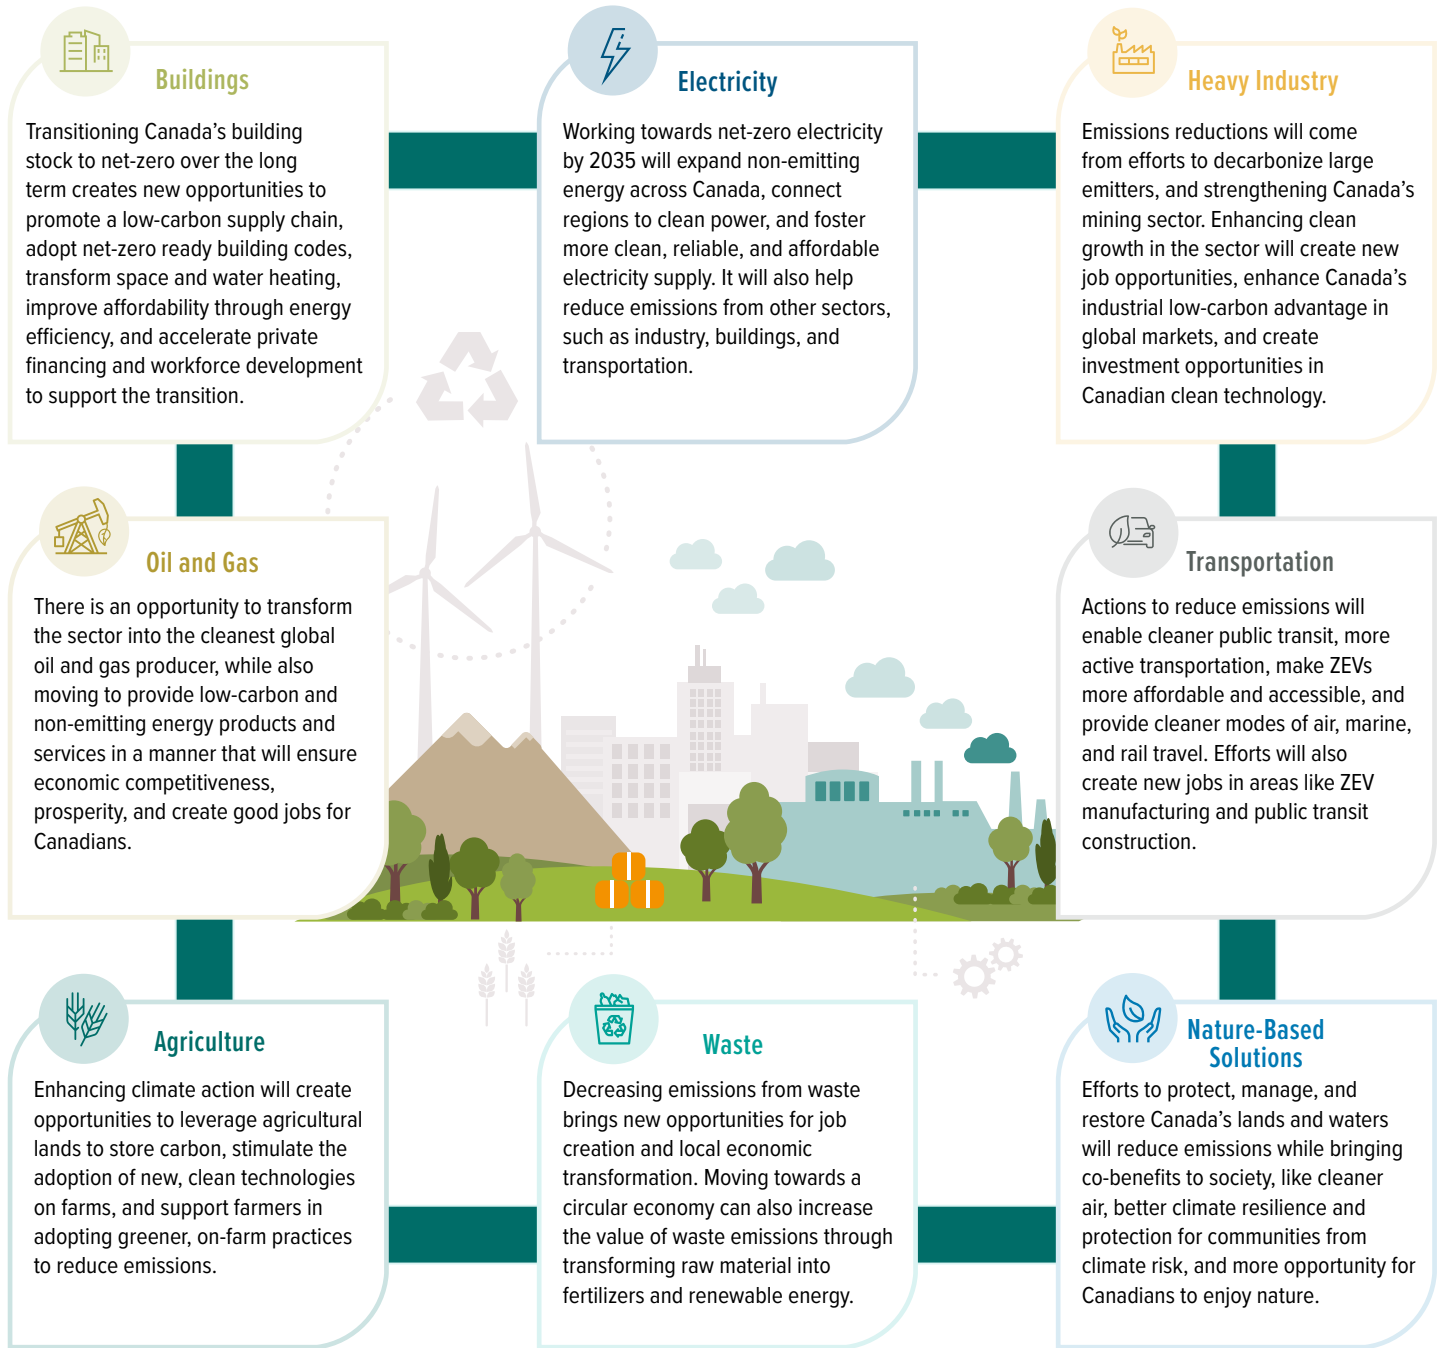 Buildings
Transitioning Canada’s building
stock to net-zero over the long
term creates new opportunities to
promote a low-carbon supply chain,
adopt net-zero ready building codes,
transform space and water heating,
improve affordability through energy
efficiency, and accelerate private
financing and workforce development
to support the transition.
Electricity
Working towards net-zero electricity
by 2035 will expand non-emitting
energy across Canada, connect
regions to clean power, and foster
more clean, reliable, and affordable
electricity supply. It will also help
reduce emissions from other sectors,
such as industry, buildings, and
transportation.
Heavy Industry
Emissions reductions will come
from efforts to decarbonize large
emitters, and strengthening Canada’s
mining sector. Enhancing clean
growth in the sector will create new
job opportunities, enhance Canada’s
industrial low-carbon advantage in
global markets, and create
investment opportunities in
Canadian clean technology.
Oil and Gas
There is an opportunity to transform
the sector into the cleanest global
oil and gas producer, while also
moving to provide low-carbon and
non-emitting energy products and
services in a manner that will ensure
economic competitiveness,
prosperity, and create good jobs for
Canadians.
Transportation
Actions to reduce emissions will
enable cleaner public transit, more
active transportation, make ZEVs
more affordable and accessible, and
provide cleaner modes of air, marine,
and rail travel. Efforts will also
create new jobs in areas like ZEV
manufacturing and public transit
construction.
Agriculture
Enhancing climate action will create
opportunities to leverage agricultural
lands to store carbon, stimulate the
adoption of new, clean technologies
on farms, and support farmers in
adopting greener, on-farm practices
to reduce emissions.
Waste
Decreasing emissions from waste
brings new opportunities for job
creation and local economic
transformation. Moving towards a
circular economy can also increase
the value of waste emissions through
transforming raw material into
fertilizers and renewable energy.
Nature-Based
Solutions
Efforts to protect, manage, and
restore Canada’s lands and waters
will reduce emissions while bringing
co-benefits to society, like cleaner
air, better climate resilience and
protection for communities from
climate risk, and more opportunity for
Canadians to enjoy nature.